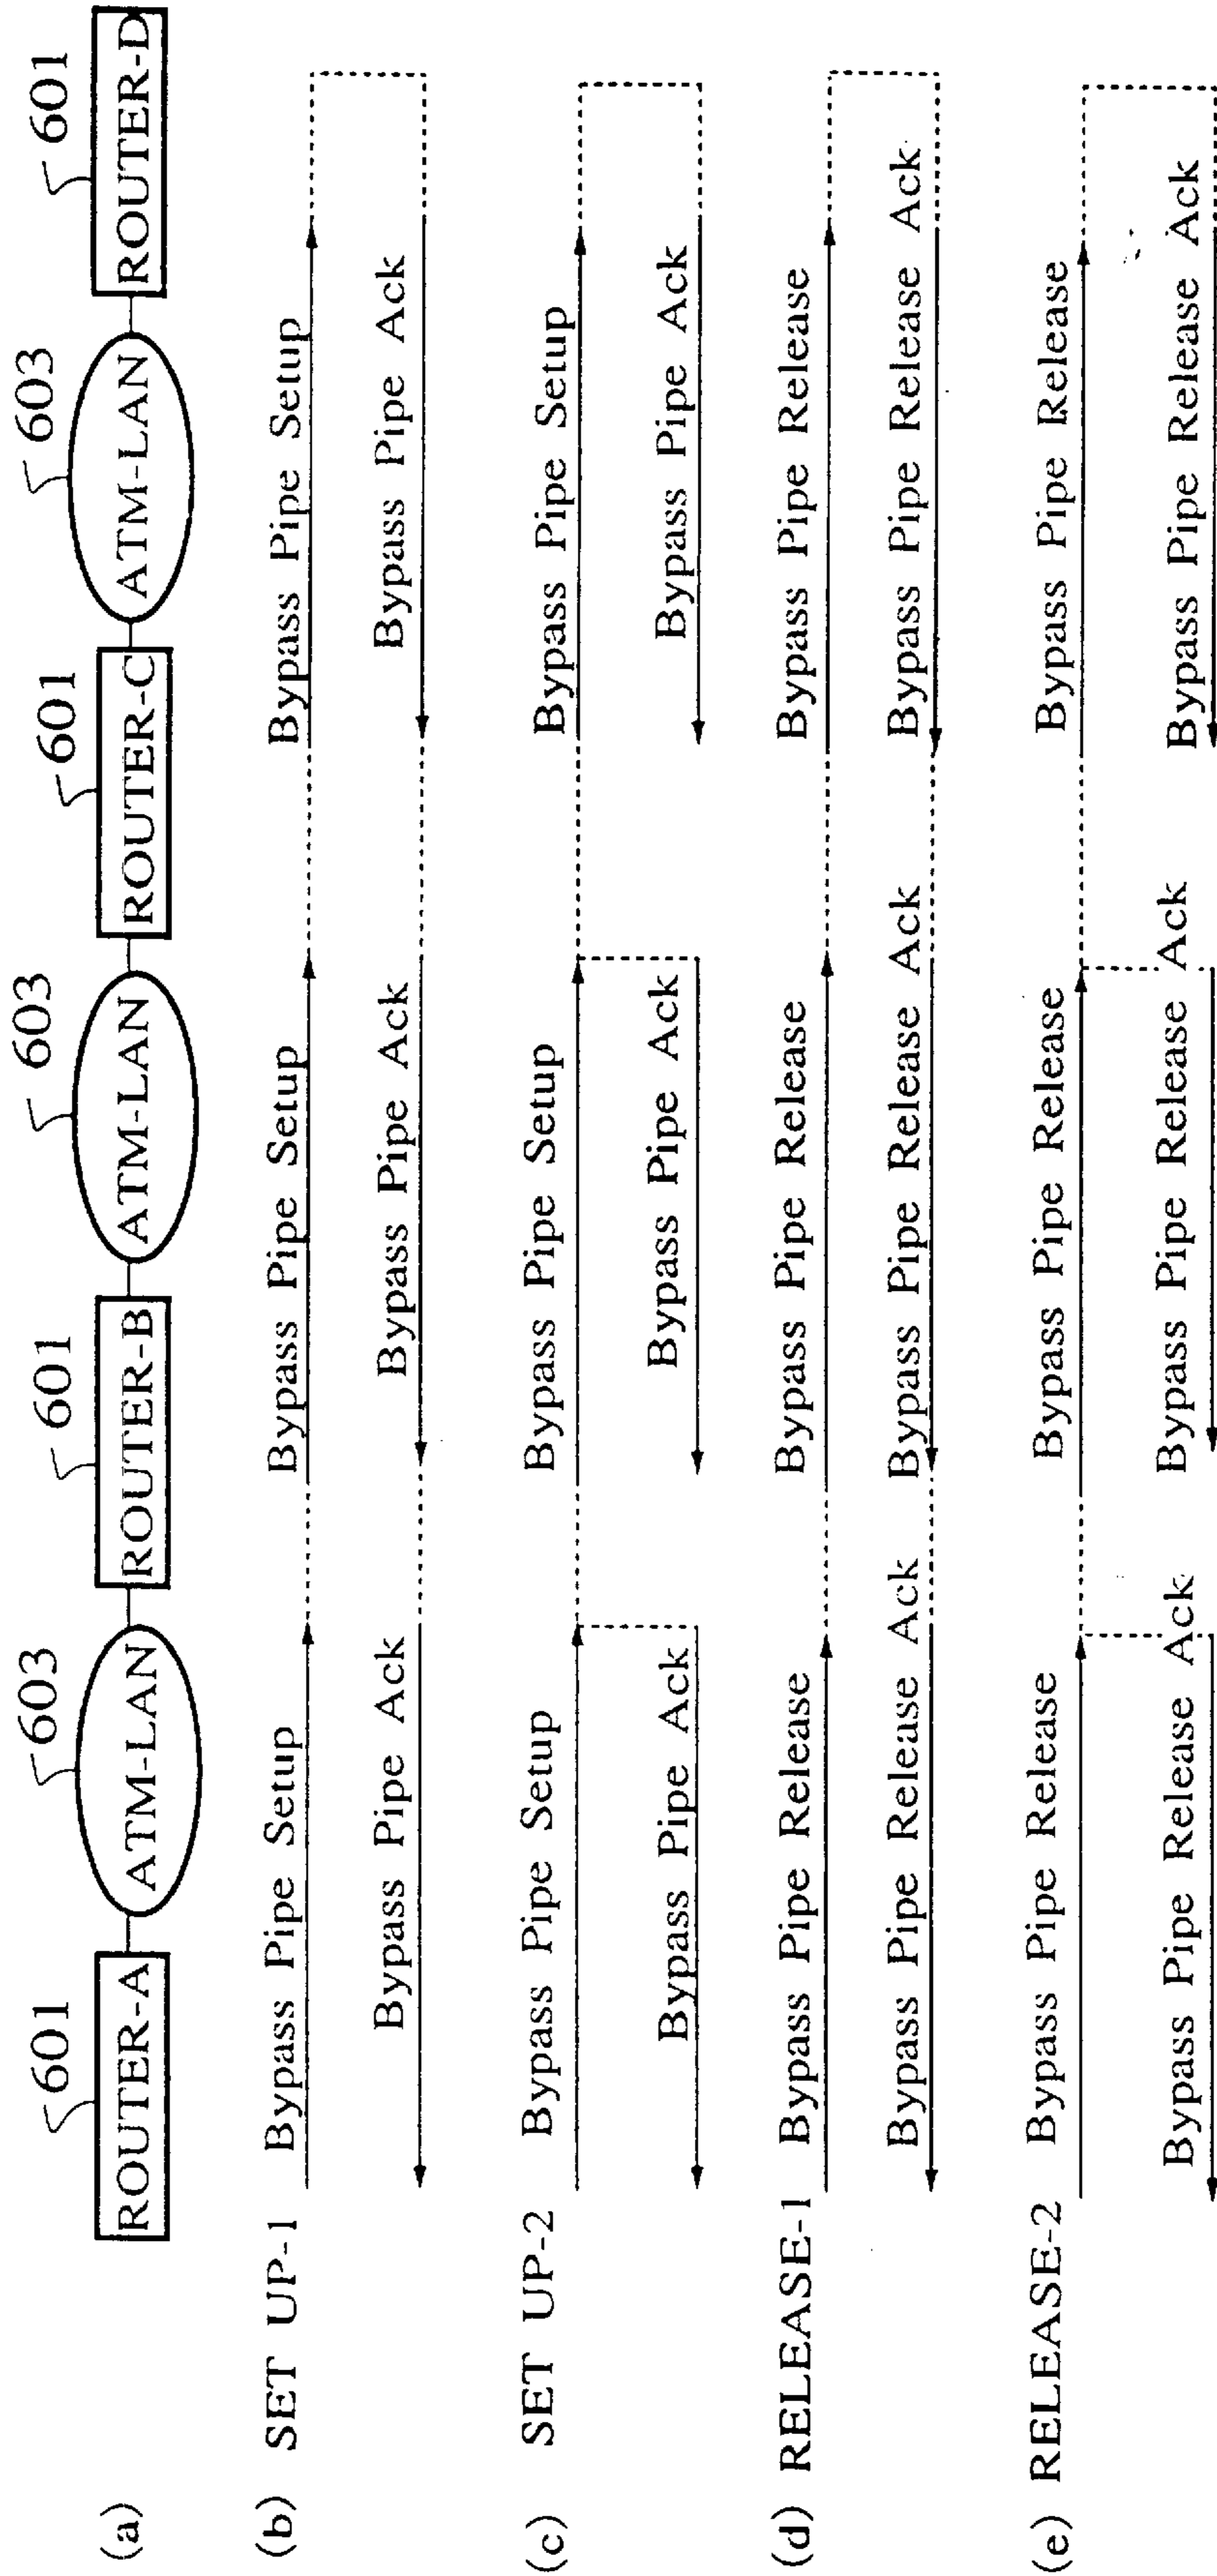 (a)
601
603
601
603
601
603
601
ROUTER-A
ATM-LAN
ROUTER-B
ATM-LAN
ROUTER-C
ATM-LAN
ROUTER-D
(b) SET UP-1
Bypass Pipe Setup
Bypass Pipe Setup
Bypass Pipe Setup
Bypass Pipe Ack
Bypass Pipe Ack
Bypass Pipe Ack
(c) SET UP-2
Bypass Pipe Setup
Bypass Pipe Setup
Bypass Pipe Setup
Bypass Pipe Ack
Bypass Pipe Ack
Bypass Pipe Ack
(d) RELEASE-1
Bypass Pipe Release
Bypass Pipe Release
Bypass Pipe Release
Bypass Pipe Release Ack
Bypass Pipe Release Ack
Bypass Pipe Release Ack
(e) RELEASE-2
Bypass Pipe Release
Bypass Pipe Release
Bypass Pipe Release
Bypass Pipe Release Ack
Bypass Pipe Release Ack
Bypass Pipe Release Ack